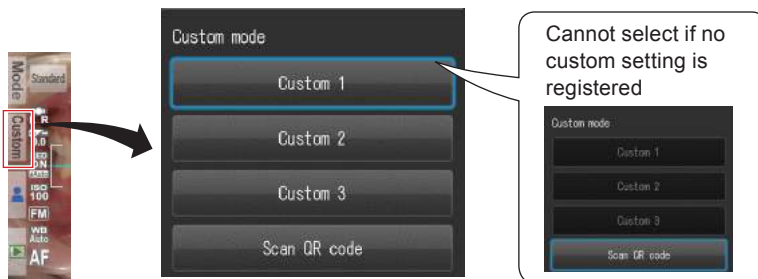 Mode
Standard
Custom
ISO
100
FM
WB
Auto
AF
Custom mode
Custom 1
Custom 2
Custom 3
Scan QR code
Cannot select if no
custom setting is
registered
Custom mode
Custom 1
Custom 2
Custom 3
Scan QR code